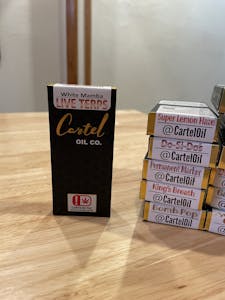 White Mamba
LIVE TERPS
Cartel
OIL CO.
Super Lemon Haze
@CartelOil
Do-Si-Dos
@CartelOil
Permanent Marker
@CartelOil
King's Breath
@CartelOil
Bomb Pop
@CartelOil